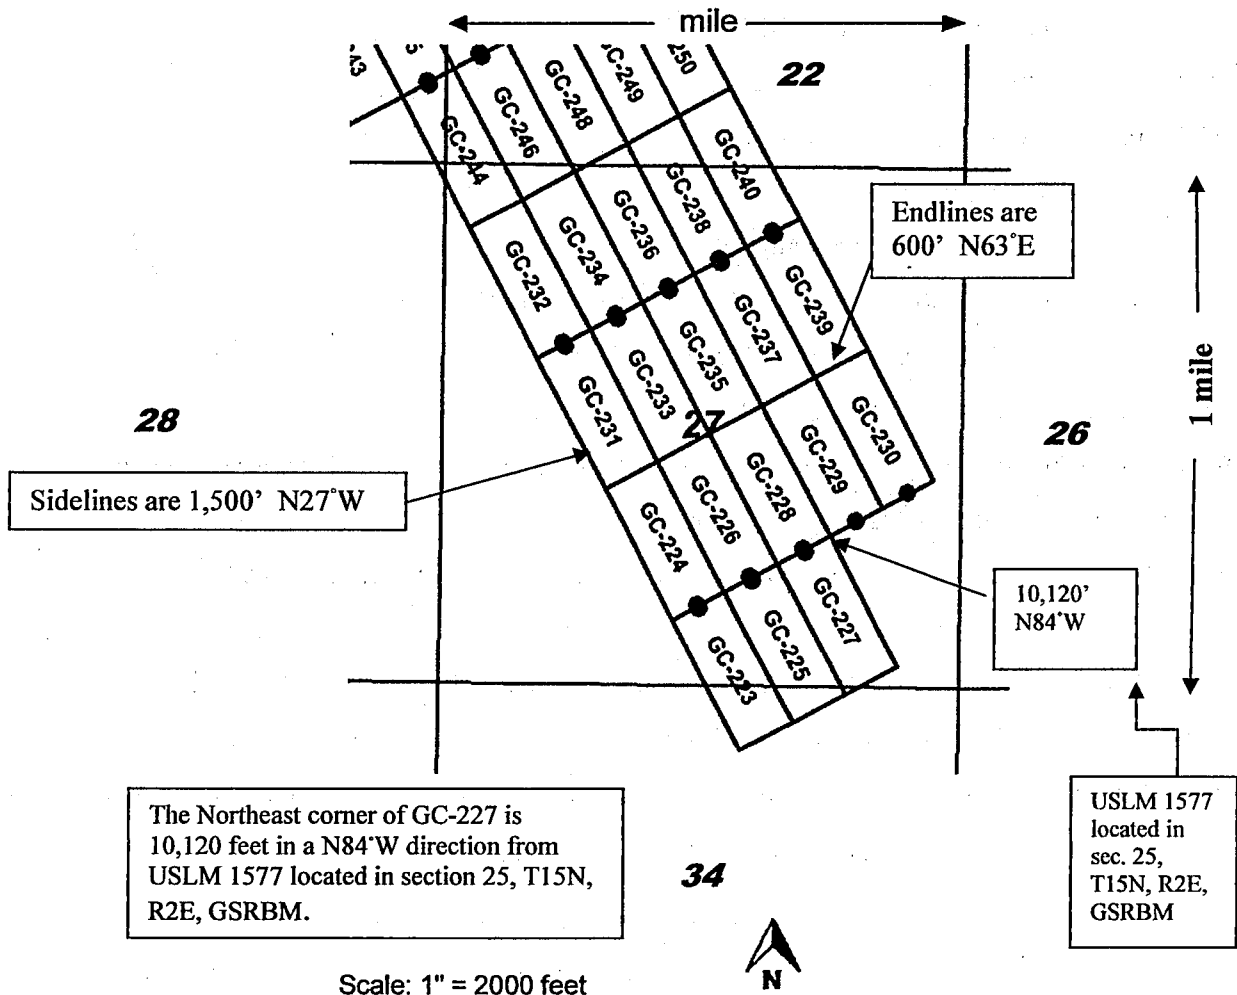 mile
22
GC-249
250
GC-248
GC-246
GC-244
GC-240
GC-238
GC-236
GC-234
GC-232
Endlines are
600' N63°E
GC-239
GC-237
GC-235
GC-233
GC-231
1 mile
28
27
26
GC-230
GC-229
GC-228
GC-226
GC-224
Sidelines are 1,500' N27°W
GC-227
GC-225
GC-223
10,120'
N84°W
The Northeast corner of GC-227 is
10,120 feet in a N84°W direction from
USLM 1577 located in section 25, T15N,
R2E, GSRBM.
34
USLM 1577
located in
sec. 25,
T15N, R2E,
GSRBM
N
Scale: 1" = 2000 feet